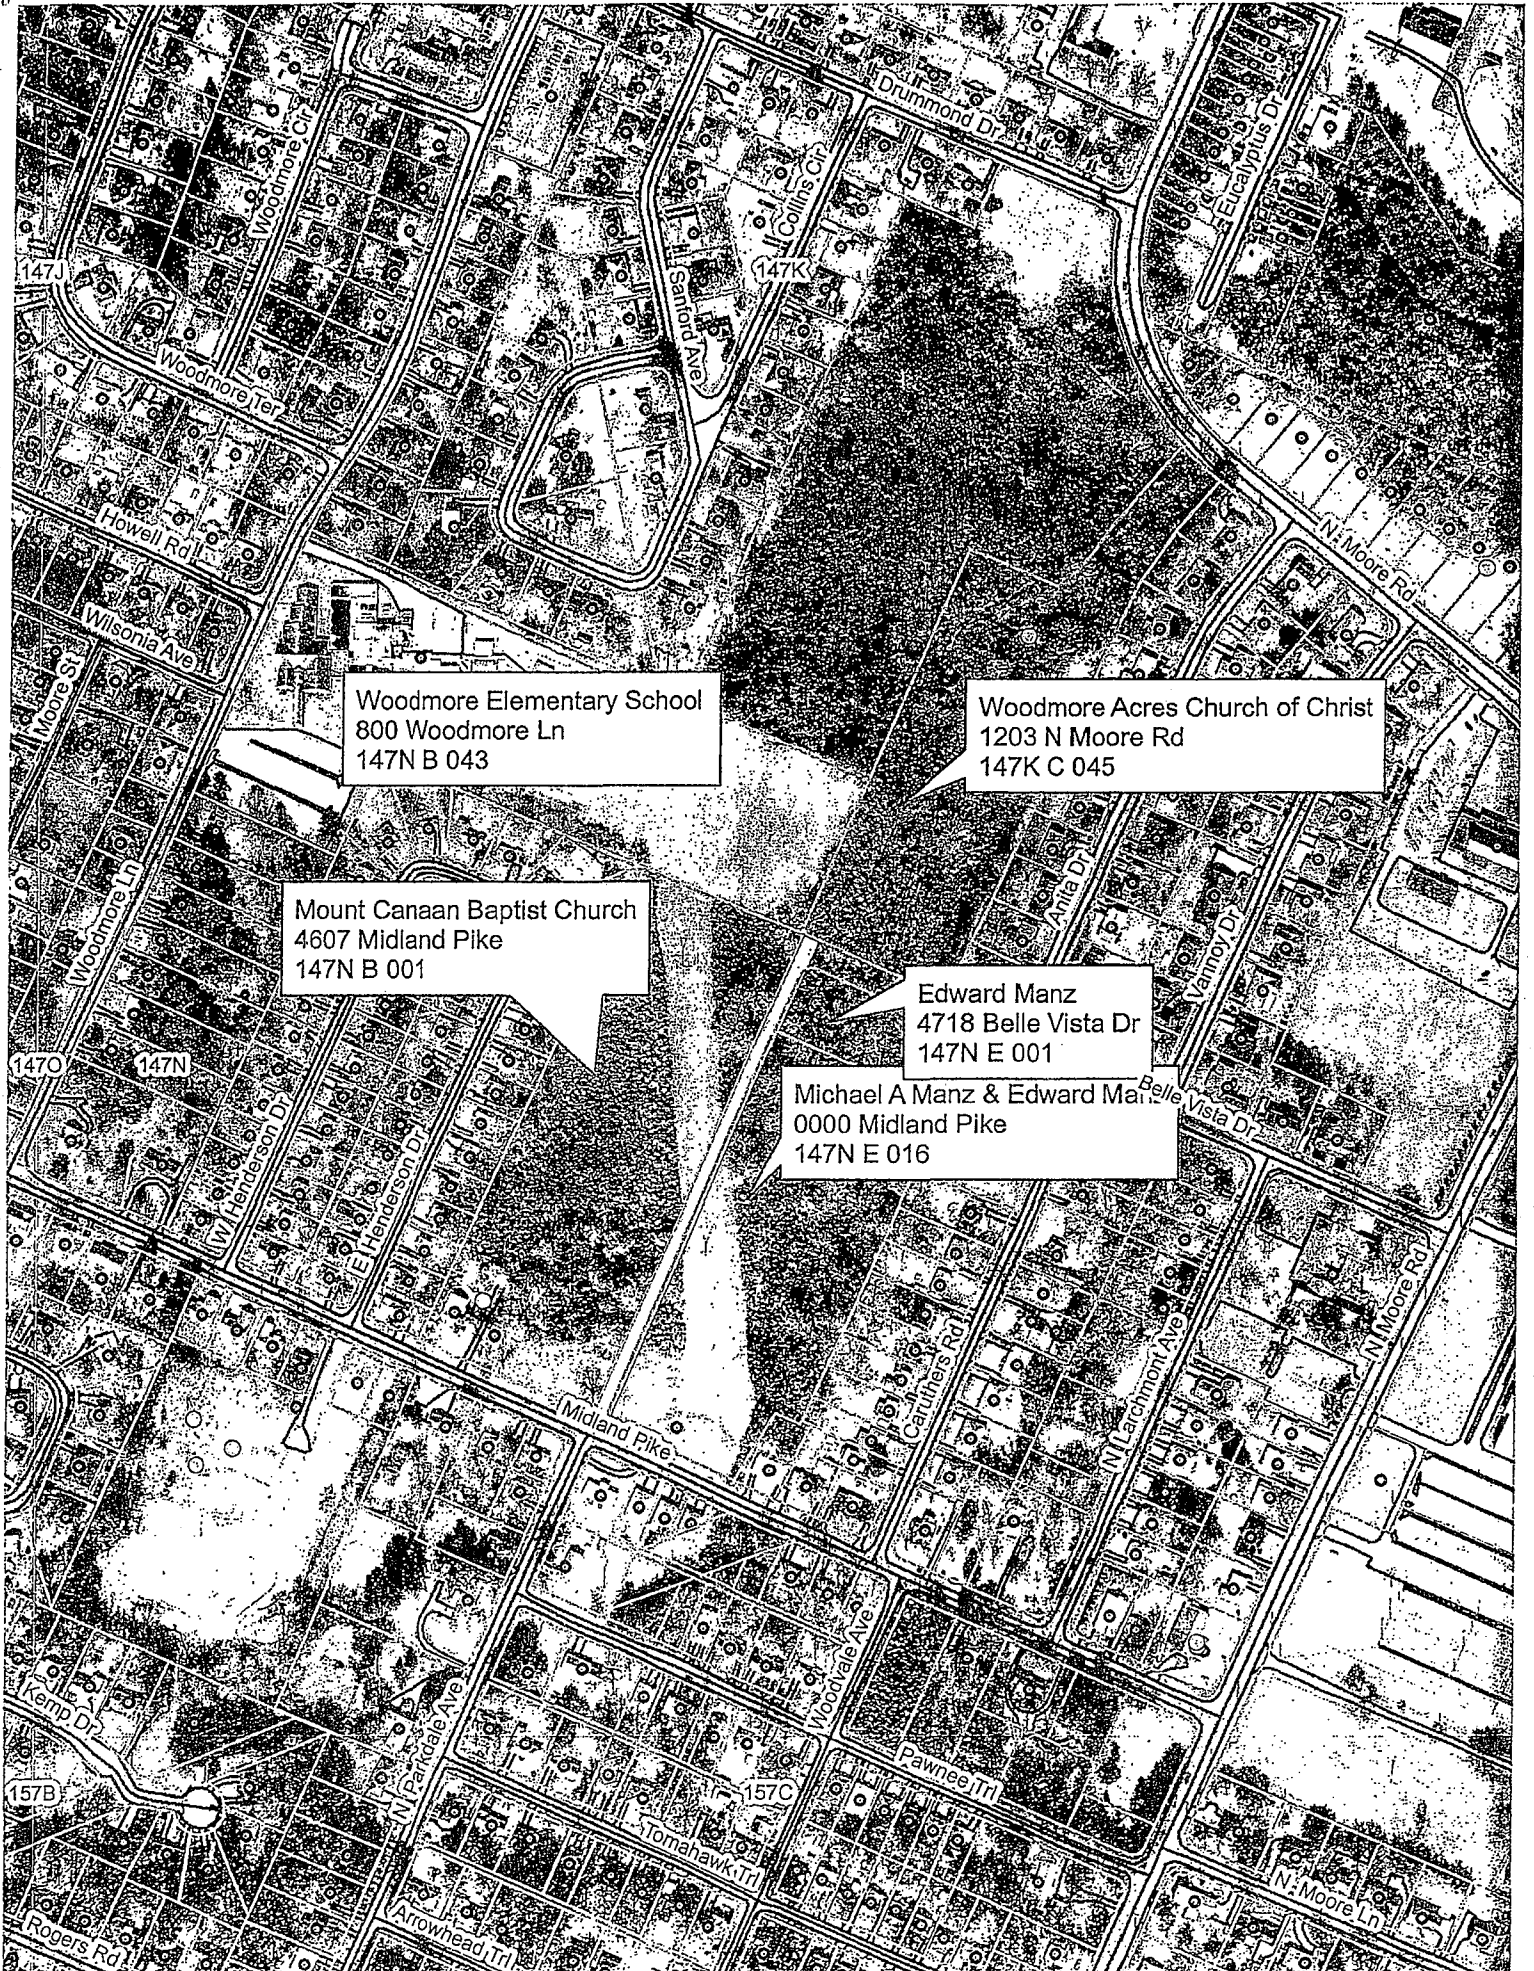 Drummond Dr
Eucalyptus Dr
Woodmore Cir
Collins Cir
147J
147K
Sanford Ave
Woodmore Ter
Howell Rd
N. Moore Rd
Wilsonia Ave
Moore St
Woodmore Elementary School
800 Woodmore Ln
147N B 043
Woodmore Acres Church of Christ
1203 N Moore Rd
147K C 045
Woodmore Ln
Anita Dr
Vannoy Dr
Mount Canaan Baptist Church
4607 Midland Pike
147N B 001
Edward Manz
4718 Belle Vista Dr
147N E 001
147O
147N
Michael A Manz & Edward
0000 Midland Pike
147N E 016
Belle Vista Dr
W Henderson Dr
E Henderson Dr
N Moore Rd
Caruthers Rd
N Larchmont Ave
Midland Pike
Woodvale Ave
Kemp Dr
N Parkdale Ave
Pawnee Trl
157B
157C
Tomahawk Trl
N. Moore Ln
Arrowhead Trl
Rogers Rd